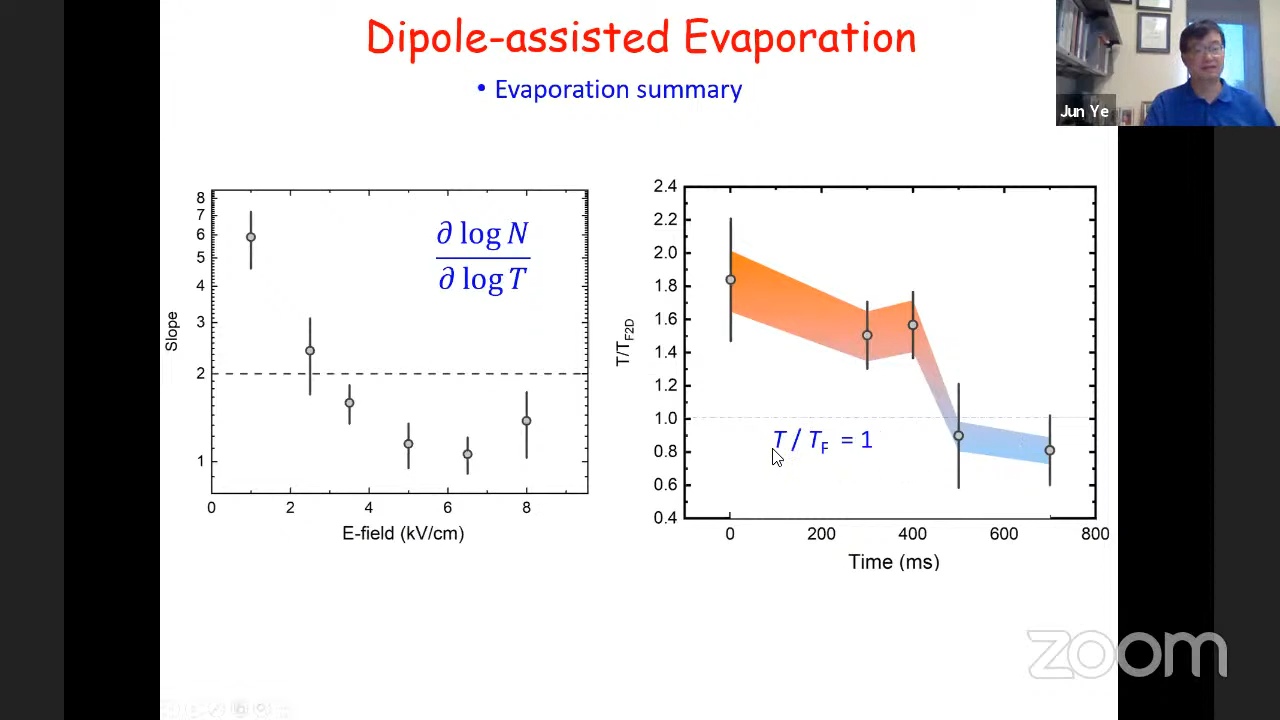 Dipole-assisted Evaporation
• Evaporation summary
Jun Ye
8
7
6
5
4
3
2
1
Slope
∂ log N
∂ log T
0 2 4 6 8
E-field (kV/cm)
2.4
2.2
2.0
1.8
1.6
1.4
1.2
1.0
0.8
0.6
0.4
T/T_F2D
T / T_F = 1
0 200 400 600 800
Time (ms)
zoom